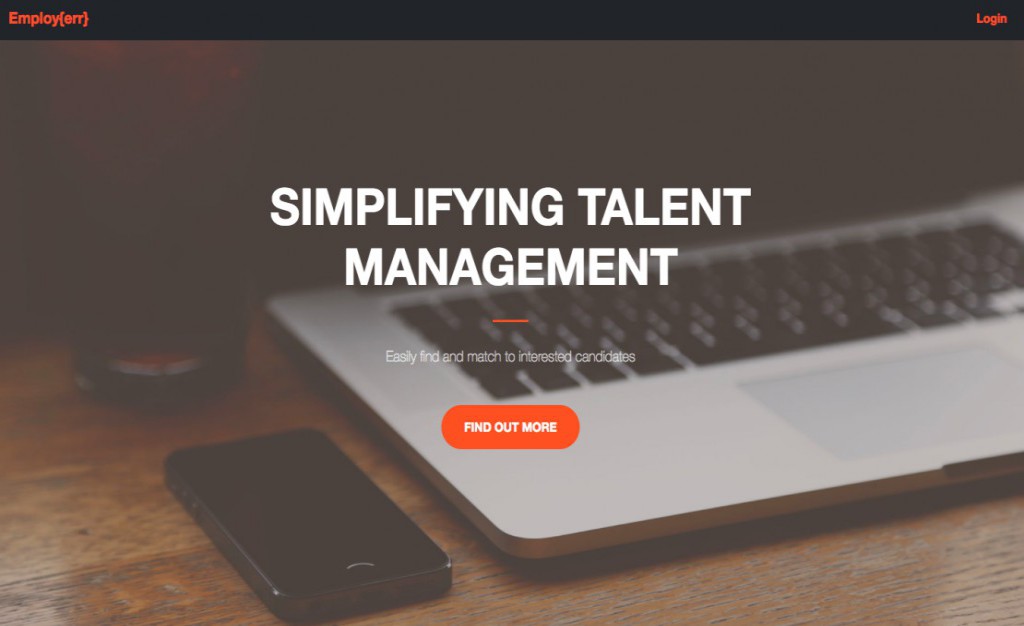 Employ{err}
Login
SIMPLIFYING TALENT
MANAGEMENT
Easily find and match to interested candidates
FIND OUT MORE